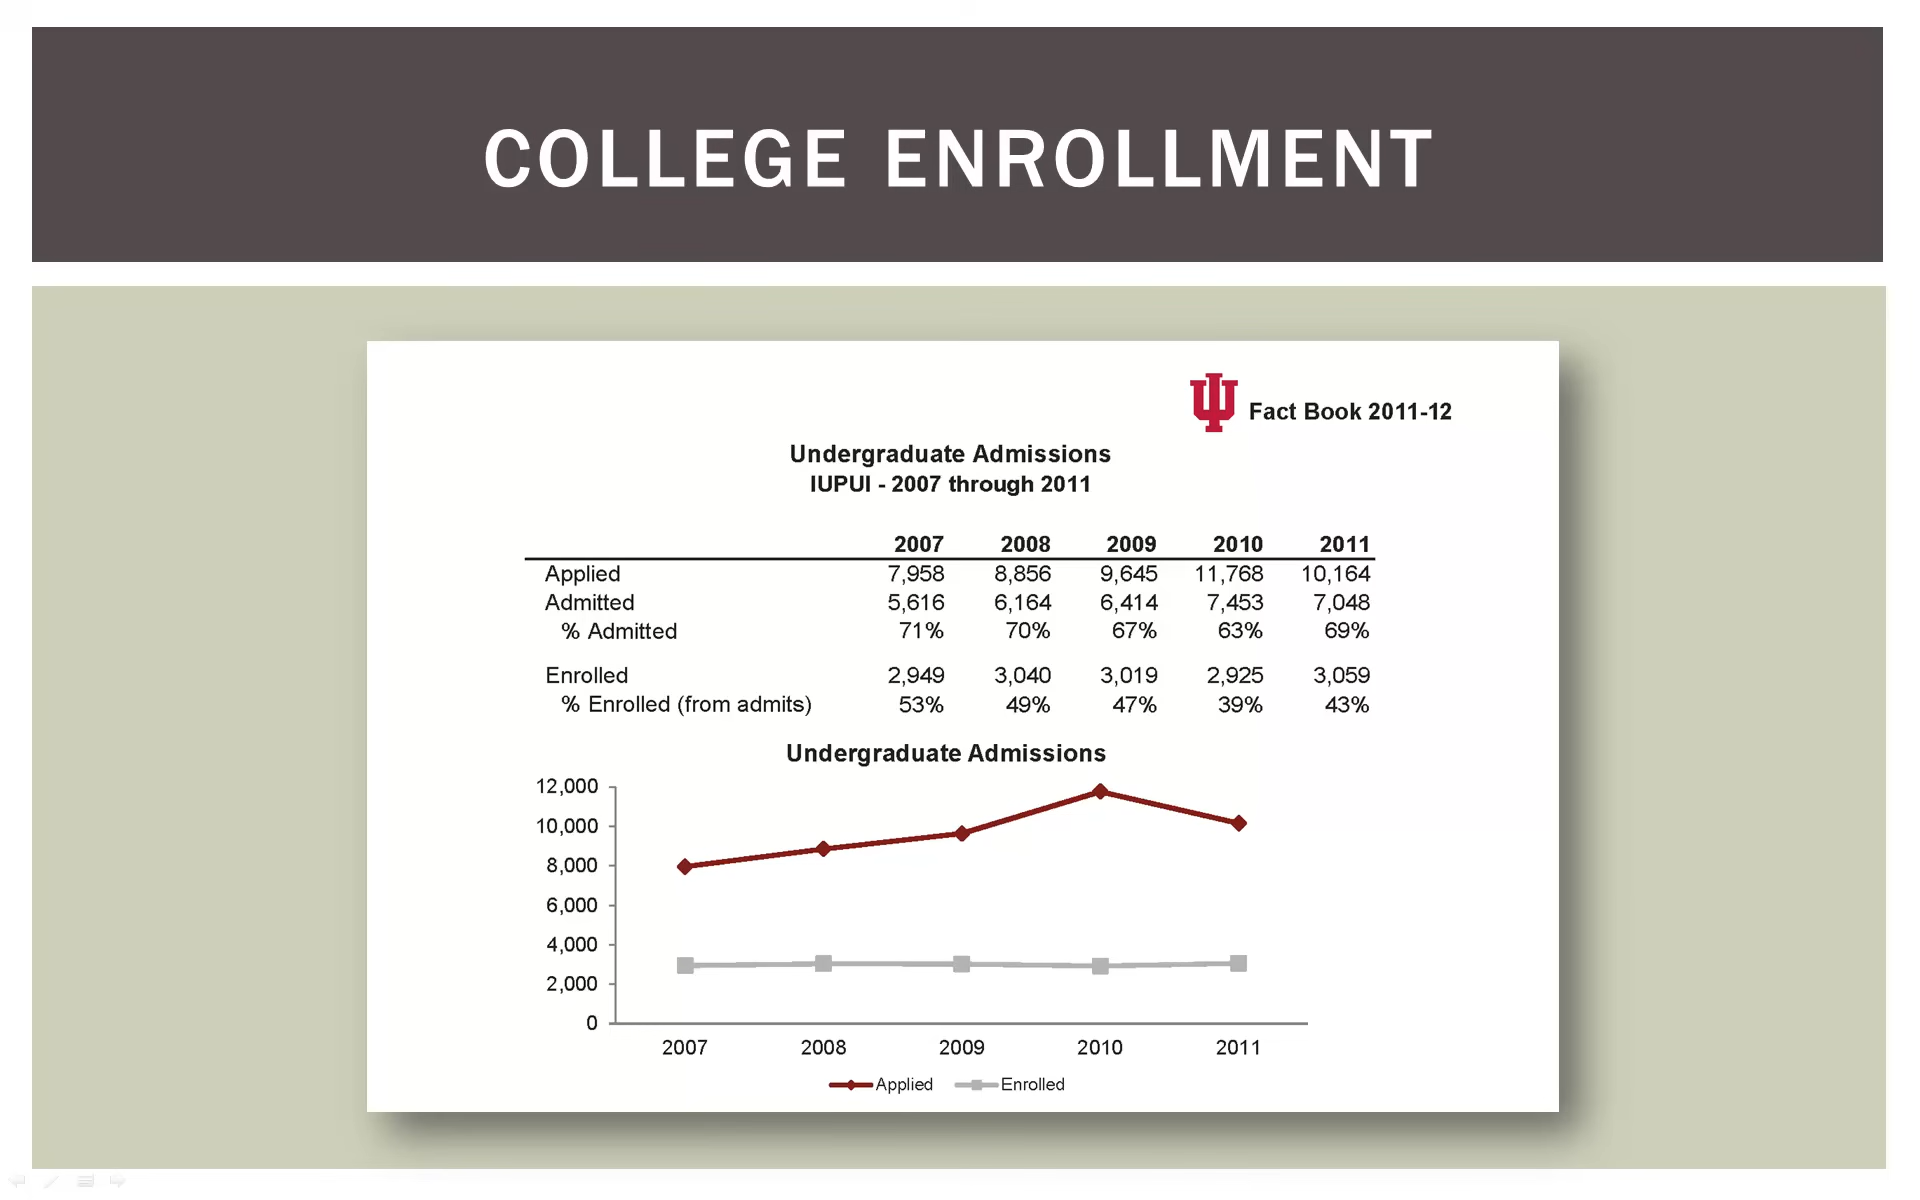 COLLEGE ENROLLMENT
Fact Book 2011-12
Undergraduate Admissions
IUPUI - 2007 through 2011
2007 2008 2009 2010 2011
Applied 7,958 8,856 9,645 11,768 10,164
Admitted 5,616 6,164 6,414 7,453 7,048
% Admitted 71% 70% 67% 63% 69%
Enrolled 2,949 3,040 3,019 2,925 3,059
% Enrolled (from admits) 53% 49% 47% 39% 43%
Undergraduate Admissions
12,000
10,000
8,000
6,000
4,000
2,000
0
2007 2008 2009 2010 2011
Applied Enrolled